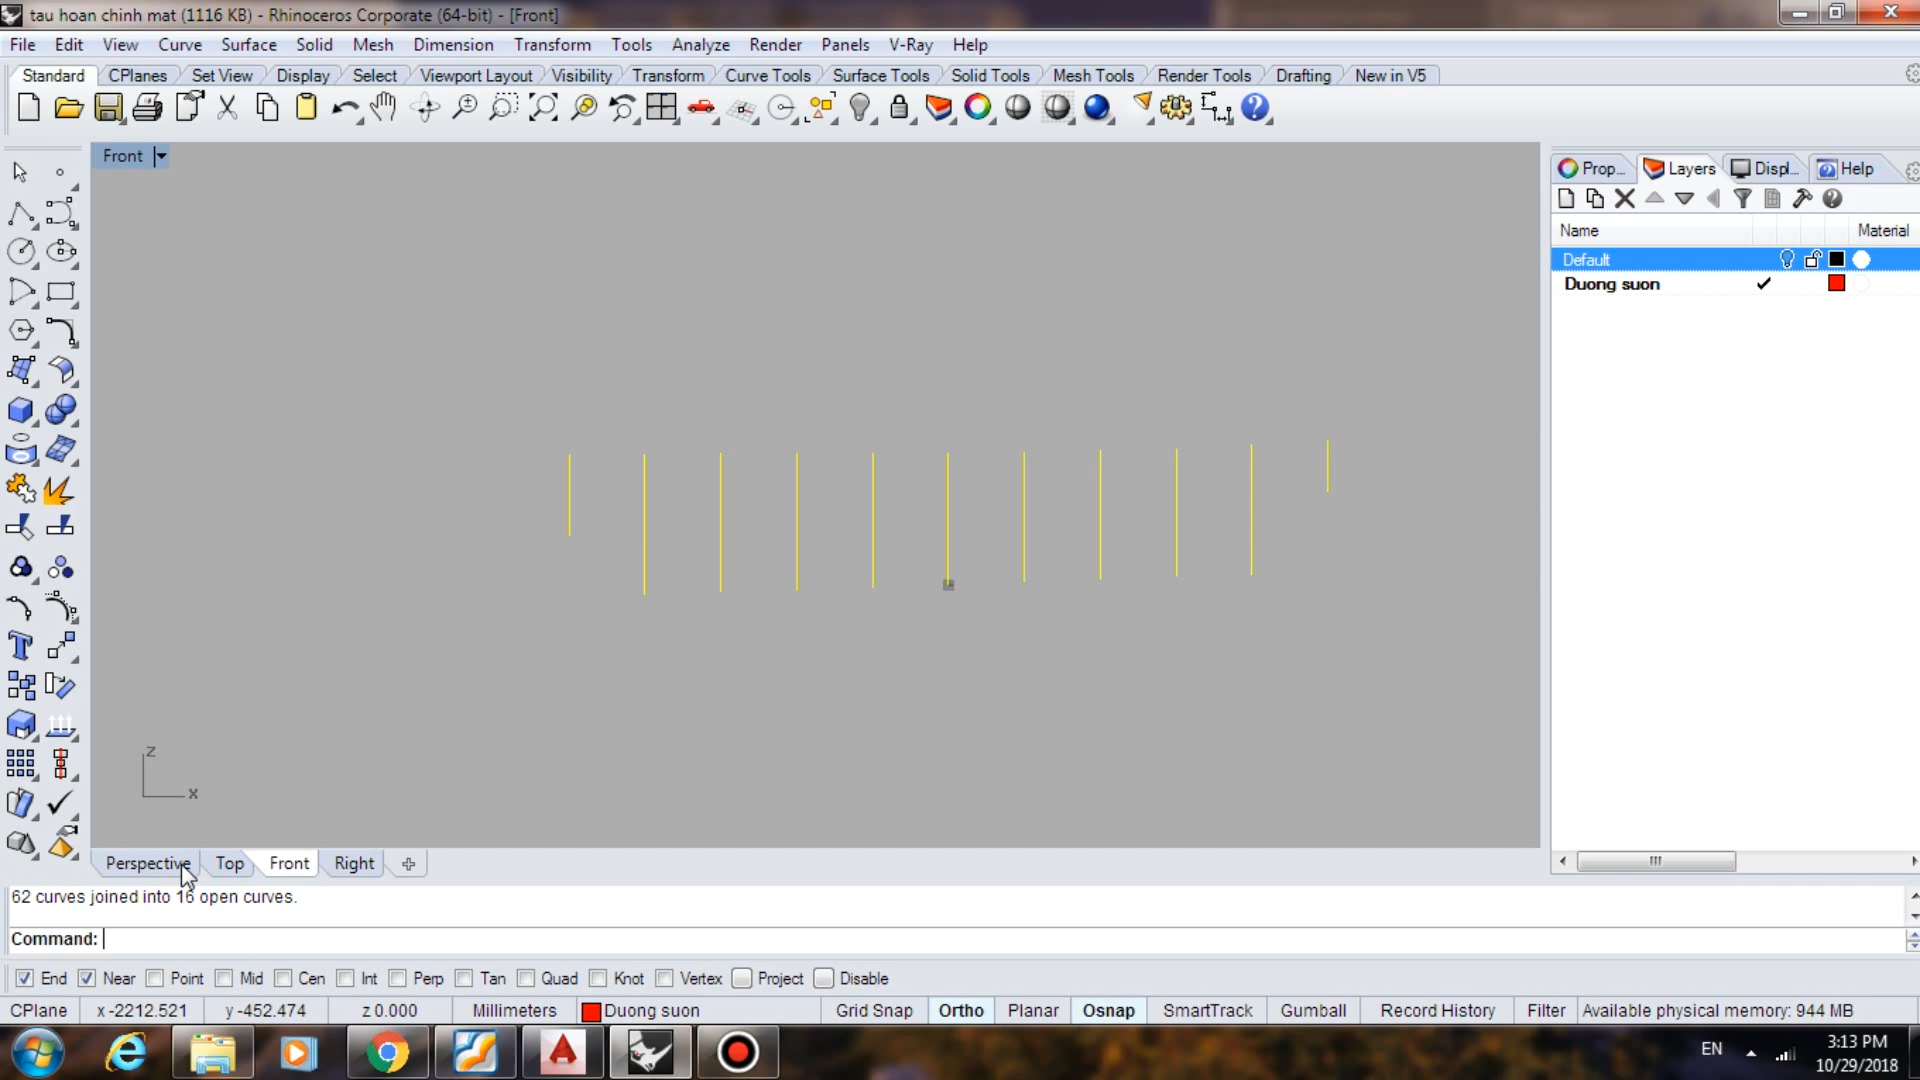 tau hoan chinh mat (1116 KB) - Rhinoceros Corporate (64-bit) - [Front]
File Edit View Curve Surface Solid Mesh Dimension Transform Tools Analyze Render Panels V-Ray Help
Standard CPlanes Set View Display Select Viewport Layout Visibility Transform Curve Tools Surface Tools Solid Tools Mesh Tools Render Tools Drafting New in V5
Front
Prop... Layers Displ... Help
Name Material
Default
Duong suon
z
x
Perspective Top Front Right
62 curves joined into 16 open curves.
Command:
End Near Point Mid Cen Int Perp Tan Quad Knot Vertex Project Disable
CPlane x -2212.521 y -452.474 z 0.000 Millimeters Duong suon Grid Snap Ortho Planar Osnap SmartTrack Gumball Record History Filter Available physical memory: 944 MB
EN
3:13 PM
10/29/2018